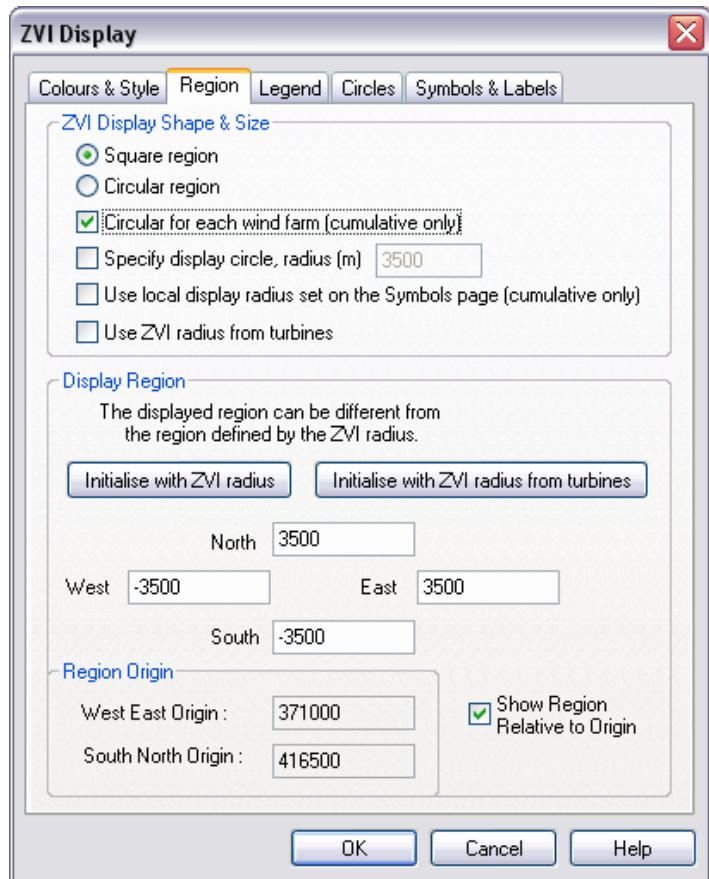 ZVI Display
Colours & Style Region Legend Circles Symbols & Labels
ZVI Display Shape & Size
Square region
Circular region
Circular for each wind farm (cumulative only)
Specify display circle, radius (m) 3500
Use local display radius set on the Symbols page (cumulative only)
Use ZVI radius from turbines
Display Region
The displayed region can be different from
the region defined by the ZVI radius.
Initialise with ZVI radius Initialise with ZVI radius from turbines
North 3500
West -3500 East 3500
South -3500
Region Origin
West East Origin : 371000
Show Region
Relative to Origin
South North Origin : 416500
OK Cancel Help